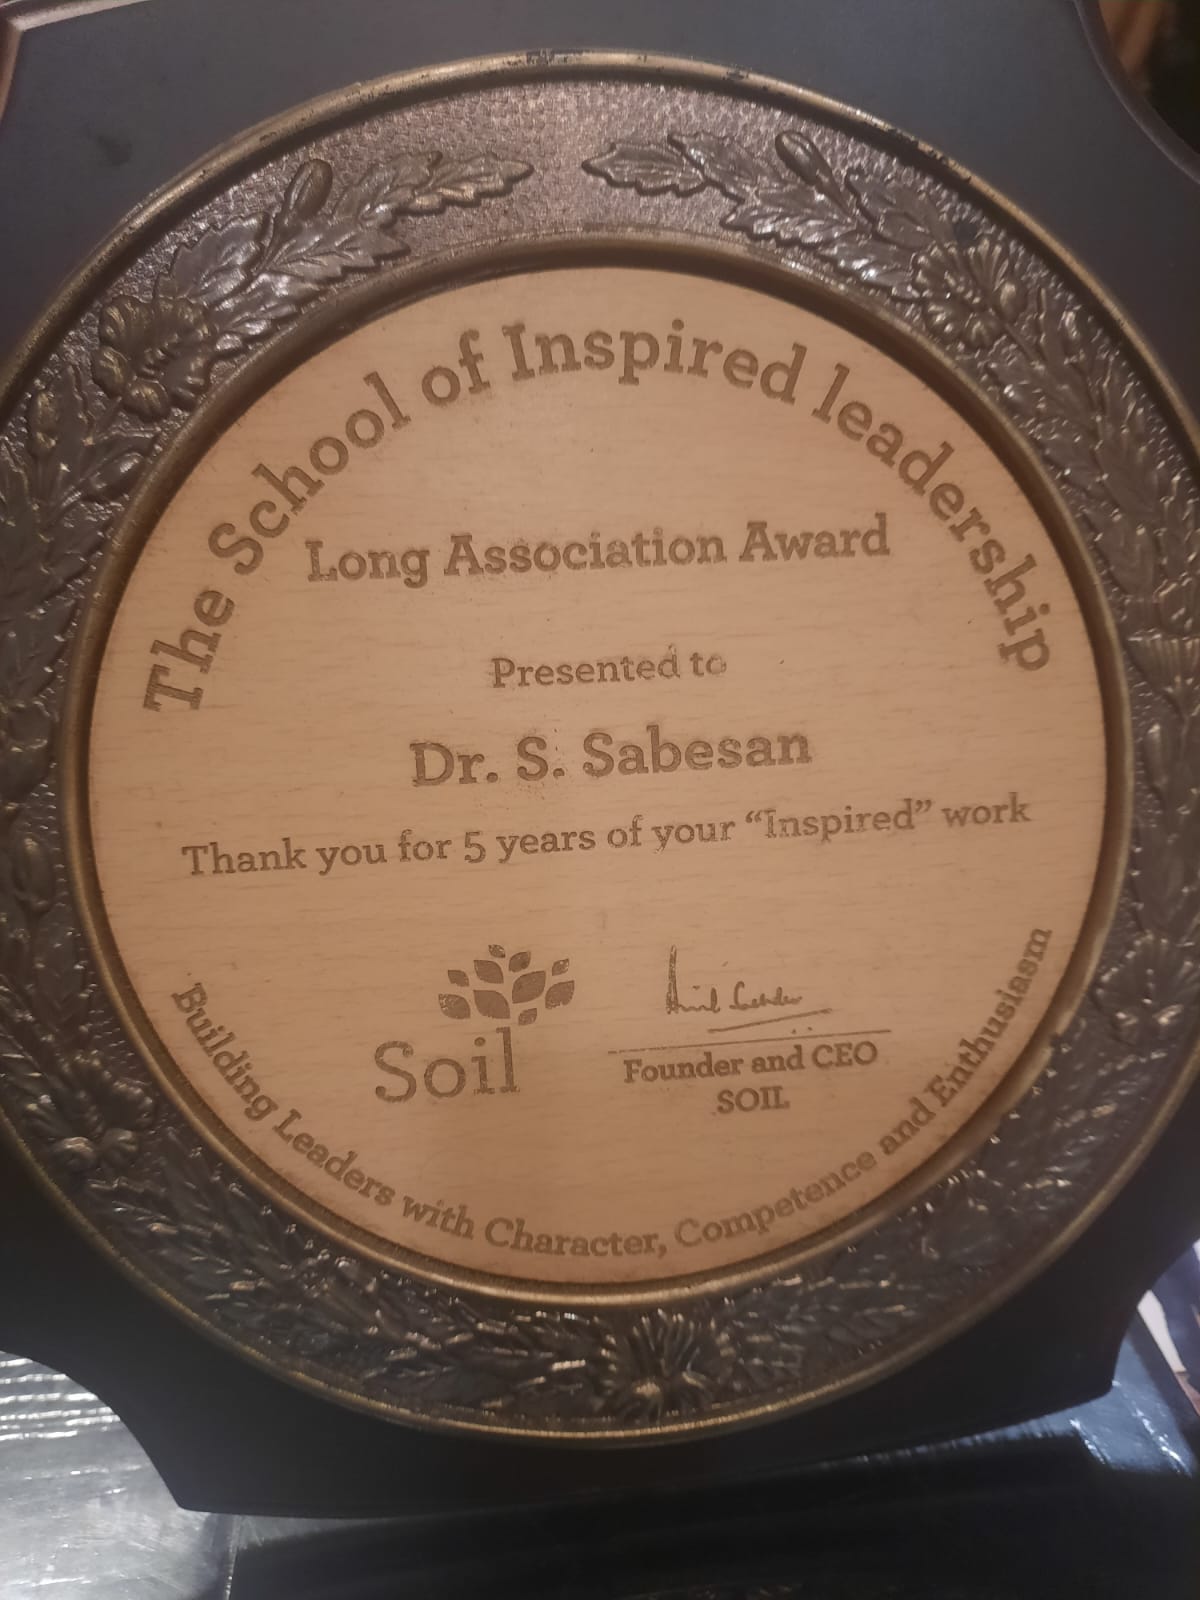 The School of Inspired leadership
Long Association Award
Presented to
Dr. S. Sabesan
Thank you for 5 years of your “Inspired” work
Soil
Founder and CEO
SOIL
Building Leaders with Character, Competence and Enthusiasm